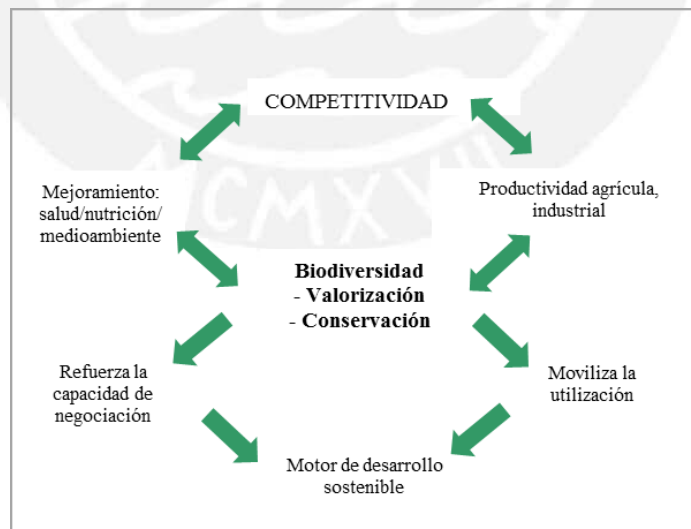 COMPETITIVIDAD
Mejoramiento:
salud/nutrición/
medioambiente
Productividad agrícola,
industrial
CMXVII
Biodiversidad
- Valorización
- Conservación
Refuerza la
capacidad de
negociación
Moviliza la
utilización
Motor de desarrollo
sostenible